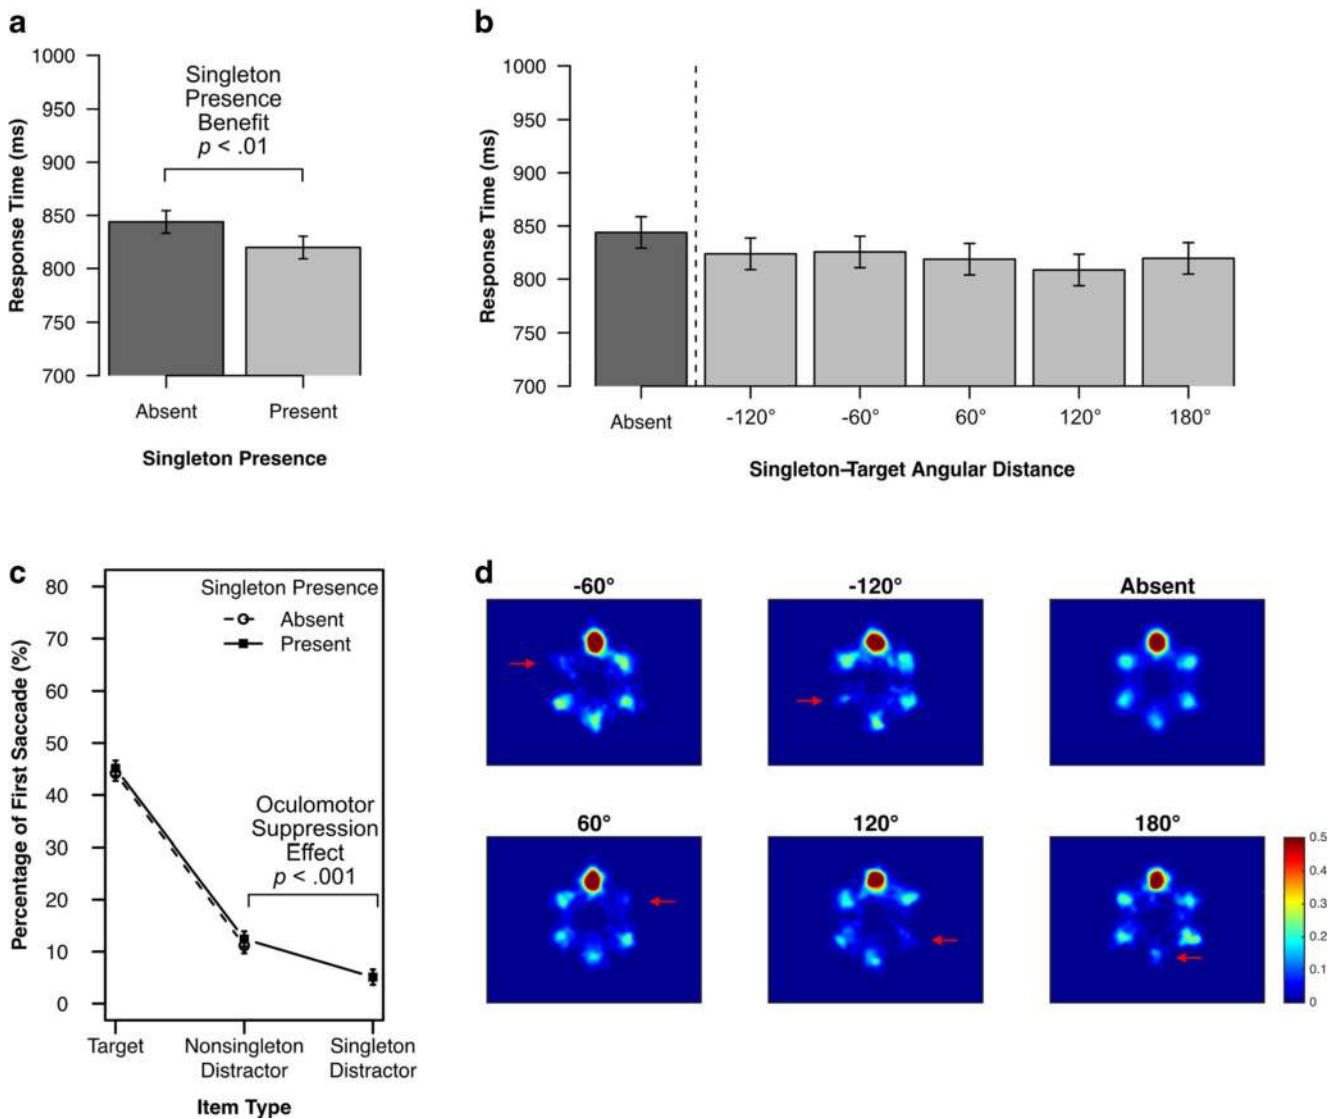 a
1000
950
900
850
800
750
700
Response Time (ms)
Singleton
Presence
Benefit
p < .01
Absent
Present
Singleton Presence
b
1000
950
900
850
800
750
700
Response Time (ms)
Absent
-120°
-60°
60°
120°
180°
Singleton–Target Angular Distance
c
80
70
60
50
40
30
20
10
0
Percentage of First Saccade (%)
Singleton Presence
Absent
Present
Oculomotor
Suppression
Effect
p < .001
Target
Nonsingleton
Distractor
Singleton
Distractor
Item Type
d
-60°
-120°
Absent
60°
120°
180°
0.5
0.4
0.3
0.2
0.1
0